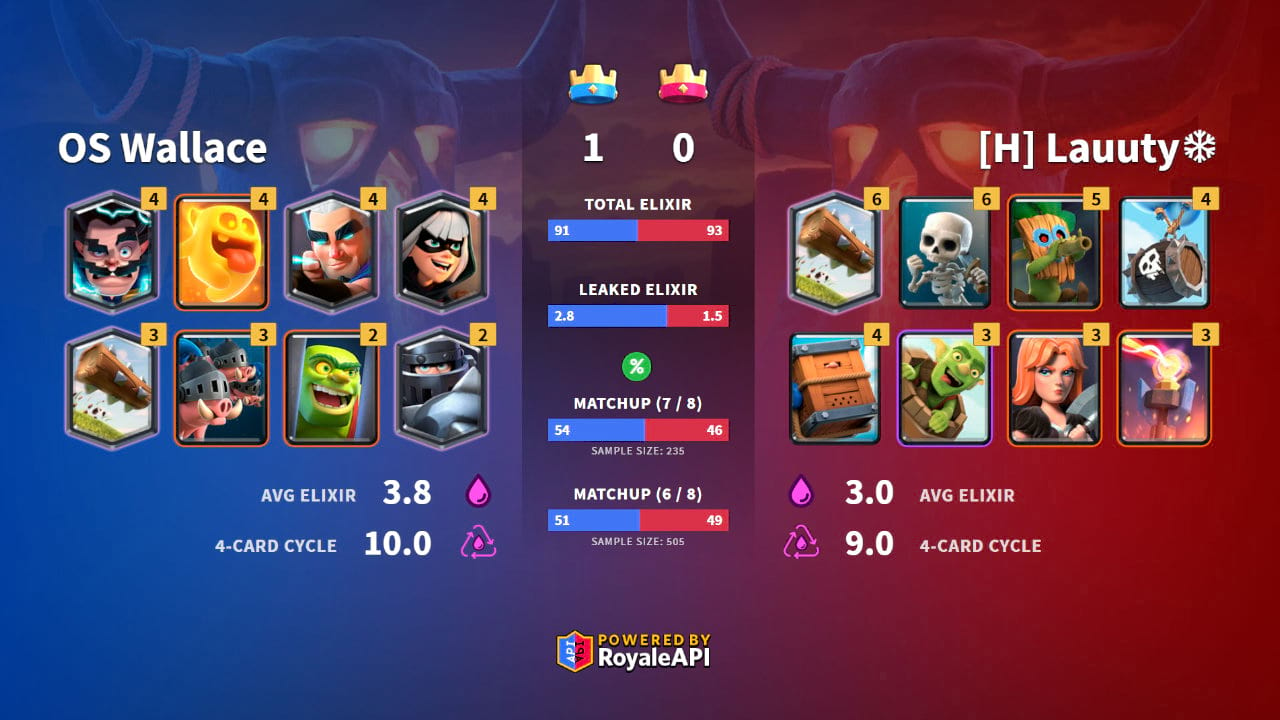 1 0
OS Wallace
[H] Lauuty❄
4 4 4 4
3 3 2 2
6 6 5 4
4 3 3 3
TOTAL ELIXIR
91 93
LEAKED ELIXIR
2.8 1.5
%
MATCHUP (7 / 8)
54 46
SAMPLE SIZE: 235
MATCHUP (6 / 8)
51 49
SAMPLE SIZE: 505
AVG ELIXIR 3.8
4-CARD CYCLE 10.0
3.0 AVG ELIXIR
9.0 4-CARD CYCLE
API API
POWERED BY
RoyaleAPI